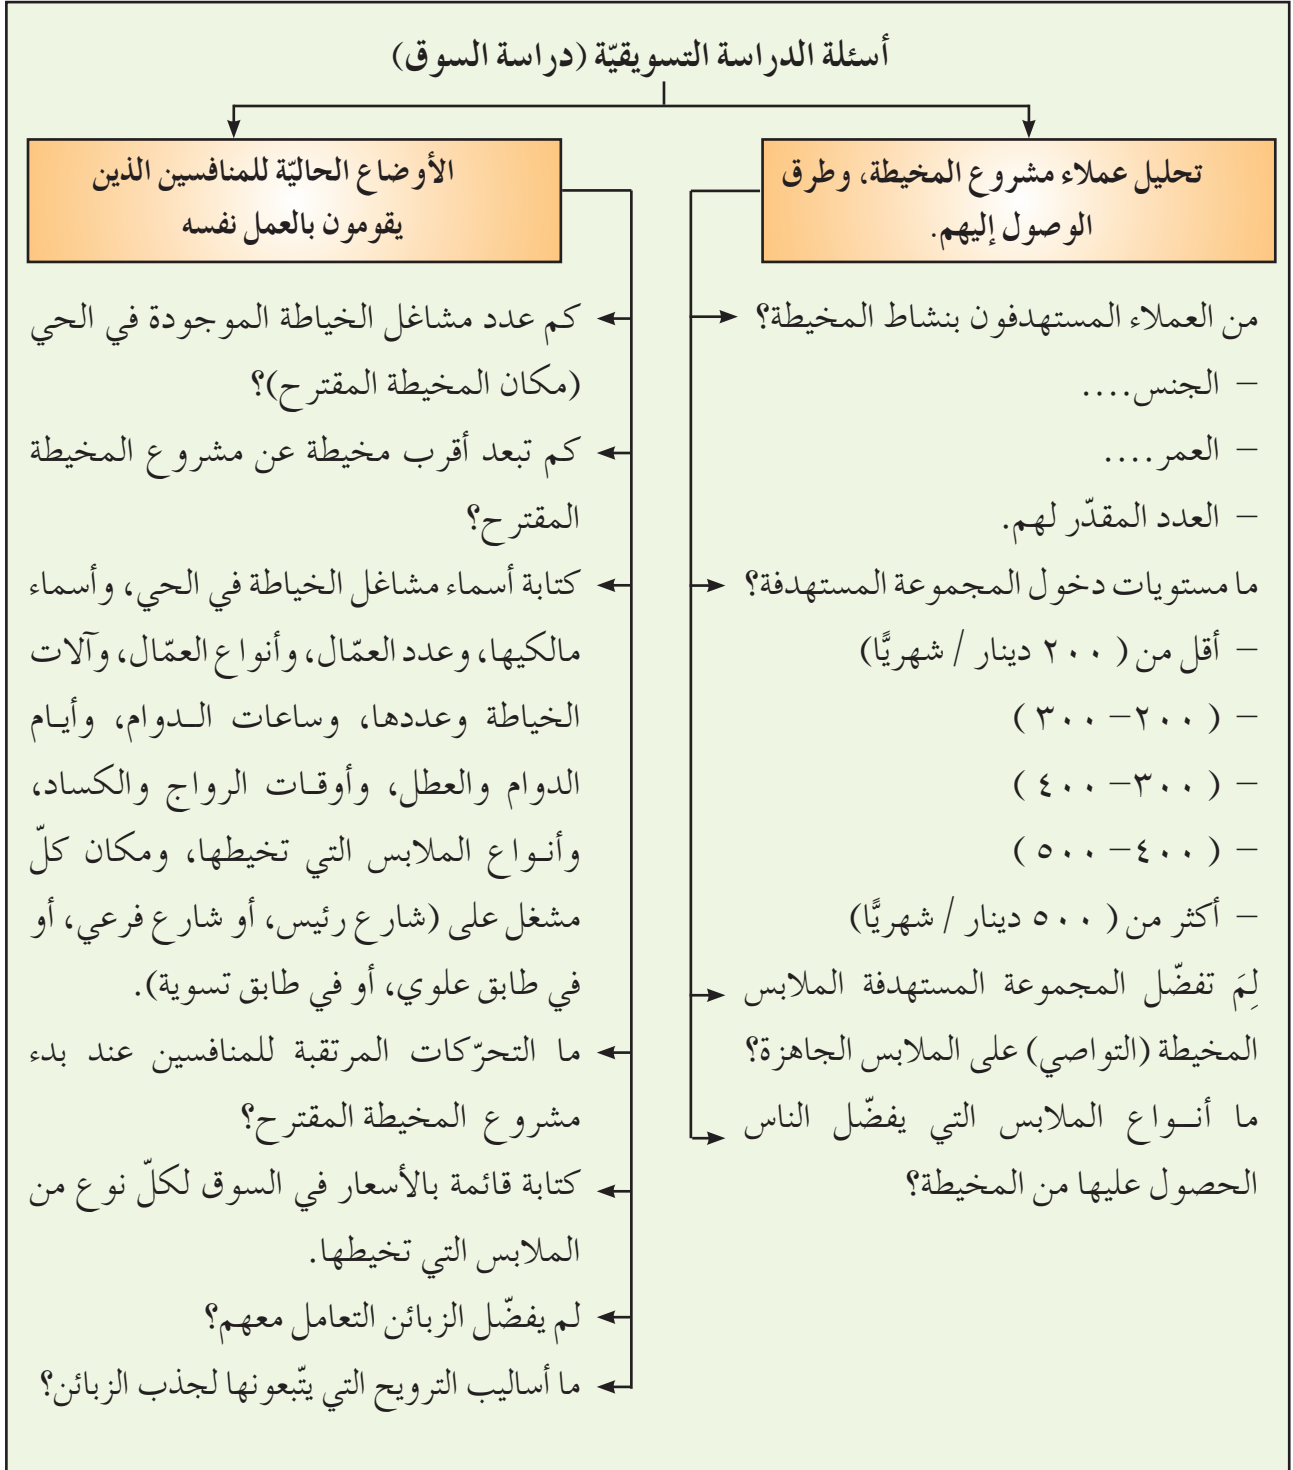 أسئلة الدراسة التسويقيّة (دراسة السوق)
تحليل عملاء مشروع المخيطة، وطرق
الوصول إليهم.
من العملاء المستهدفون بنشاط المخيطة؟
– الجنس....
– العمر....
– العدد المقدّر لهم.
ما مستويات دخول المجموعة المستهدفة؟
– أقل من ( ٢٠٠ دينار / شهريًّا)
– ( ٢٠٠– ٣٠٠ )
– ( ٣٠٠– ٤٠٠ )
– ( ٤٠٠– ٥٠٠ )
– أكثر من ( ٥٠٠ دينار / شهريًّا)
لِمَ تفضّل المجموعة المستهدفة الملابس
المخيطة (التواصي) على الملابس الجاهزة؟
ما أنــواع الملابس التي يفضّل الناس
الحصول عليها من المخيطة؟
الأوضاع الحاليّة للمنافسين الذين
يقومون بالعمل نفسه
كم عدد مشاغل الخياطة الموجودة في الحي
(مكان المخيطة المقترح)؟
كم تبعد أقرب مخيطة عن مشروع المخيطة
المقترح؟
كتابة أسماء مشاغل الخياطة في الحي، وأسماء
مالكيها، وعدد العمّال، وأنواع العمّال، وآلات
الخياطة وعددها، وساعات الــدوام، وأيـام
الدوام والعطل، وأوقـات الرواج والكساد،
وأنـواع الملابس التي تخيطها، ومكان كلّ
مشغل على (شارع رئيس، أو شارع فرعي، أو
في طابق علوي، أو في طابق تسوية).
ما التحرّكات المرتقبة للمنافسين عند بدء
مشروع المخيطة المقترح؟
كتابة قائمة بالأسعار في السوق لكلّ نوع من
الملابس التي تخيطها.
لم يفضّل الزبائن التعامل معهم؟
ما أساليب الترويح التي يتّبعونها لجذب الزبائن؟